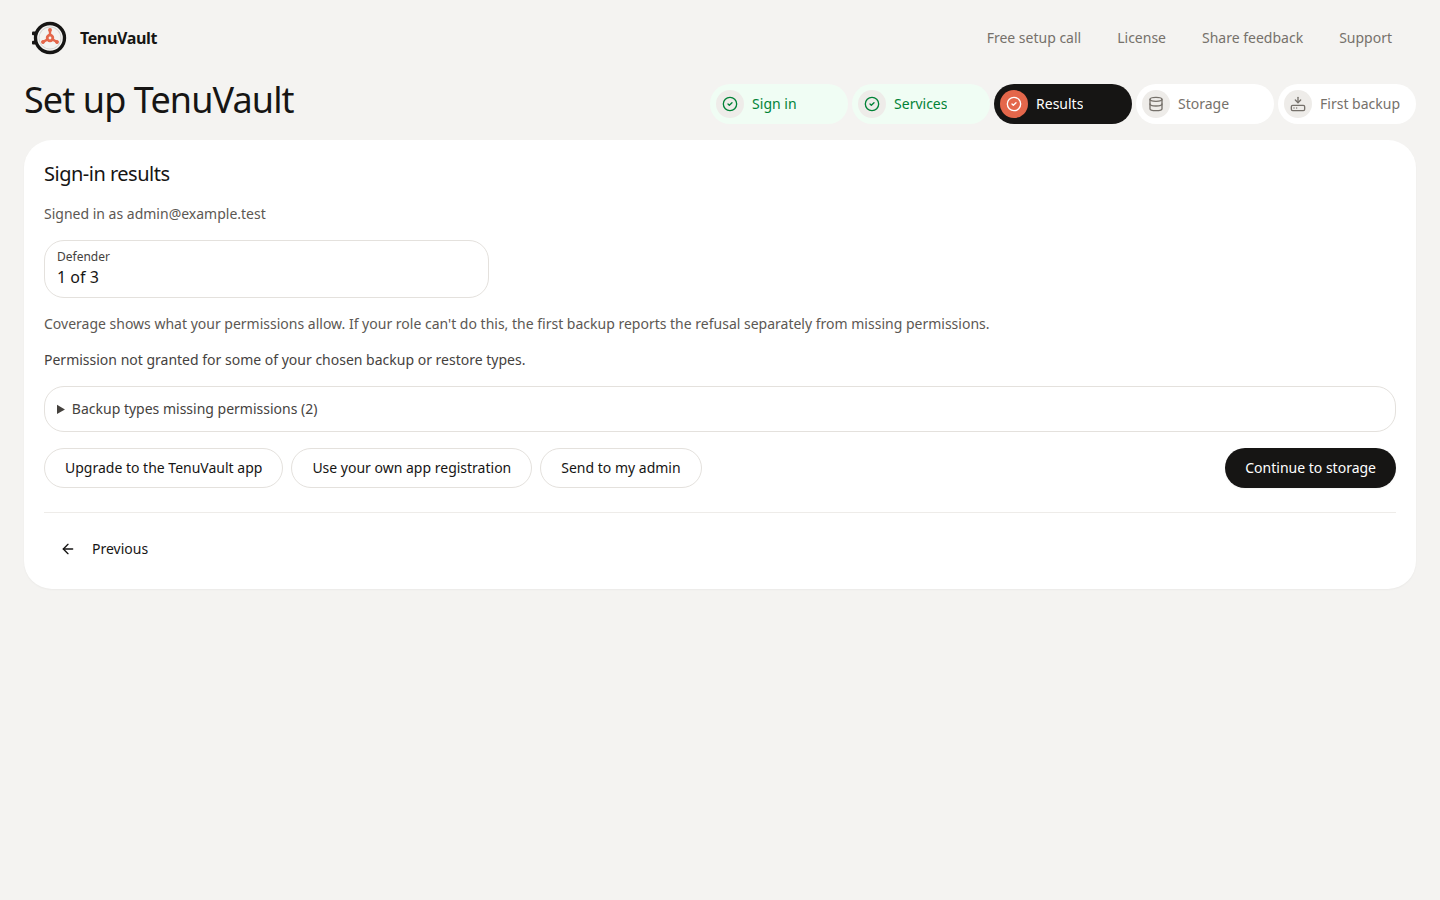 TenuVault
Free setup call
License
Share feedback
Support
Set up TenuVault
Sign in
Services
Results
Storage
First backup
Sign-in results
Signed in as admin@example.test
Defender
1 of 3
Coverage shows what your permissions allow. If your role can't do this, the first backup reports the refusal separately from missing permissions.
Permission not granted for some of your chosen backup or restore types.
Backup types missing permissions (2)
Upgrade to the TenuVault app
Use your own app registration
Send to my admin
Continue to storage
Previous